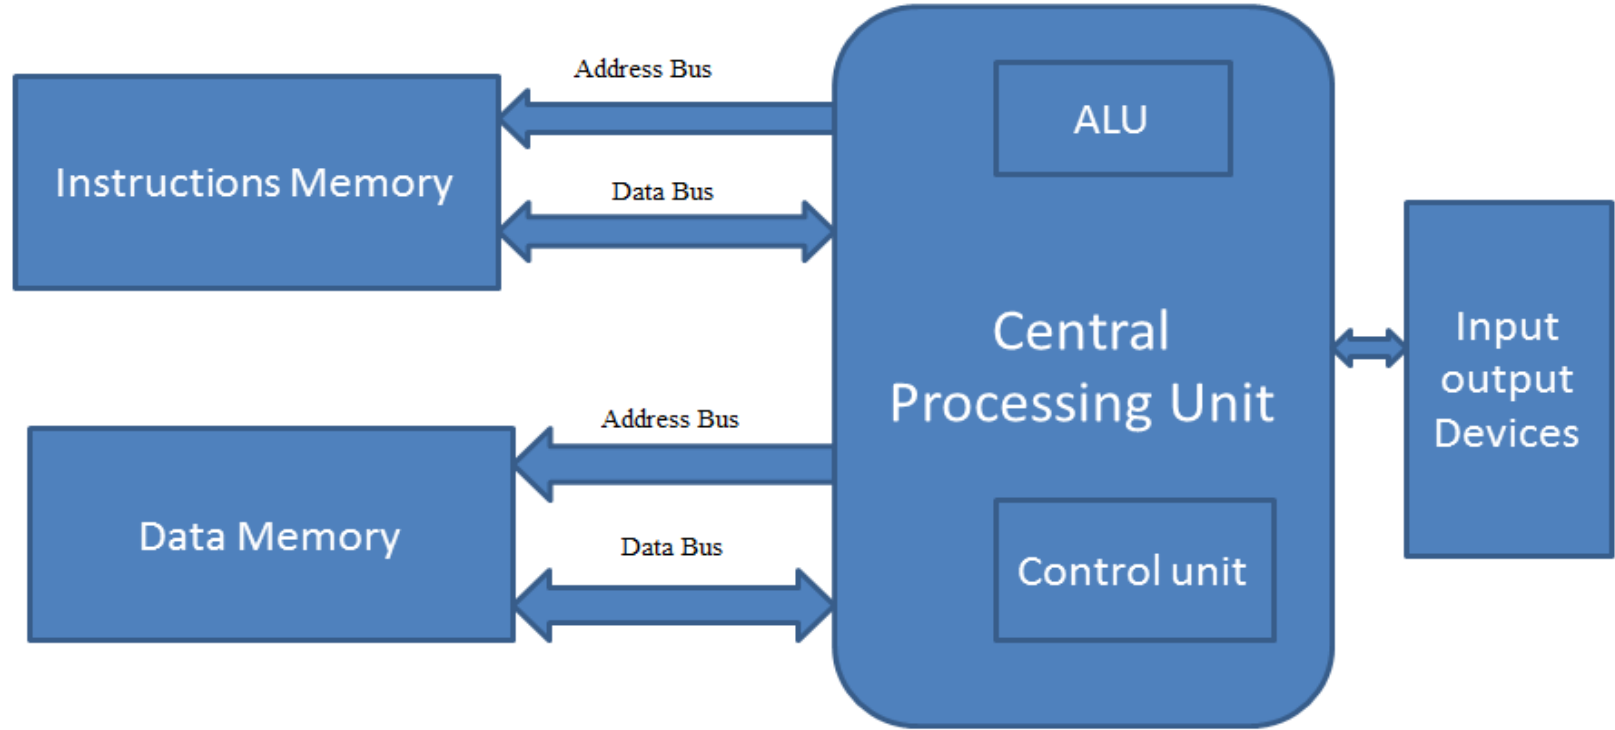 Address Bus
Instructions Memory
Data Bus
ALU
Central
Processing Unit
Input
output
Devices
Address Bus
Data Memory
Data Bus
Control unit